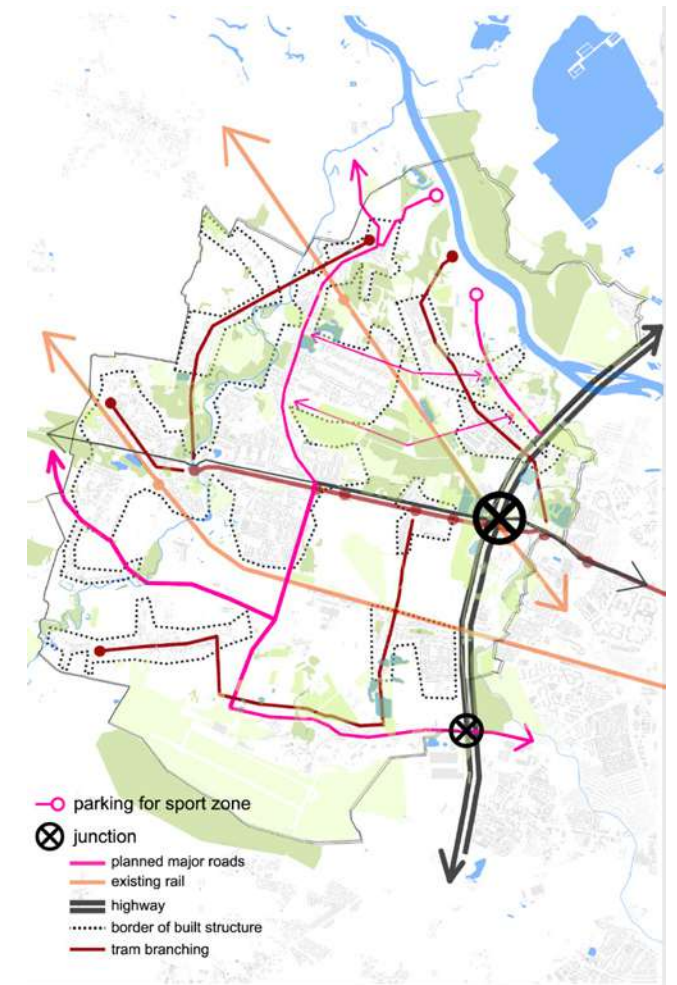 parking for sport zone
junction
planned major roads
existing rail
highway
border of built structure
tram branching